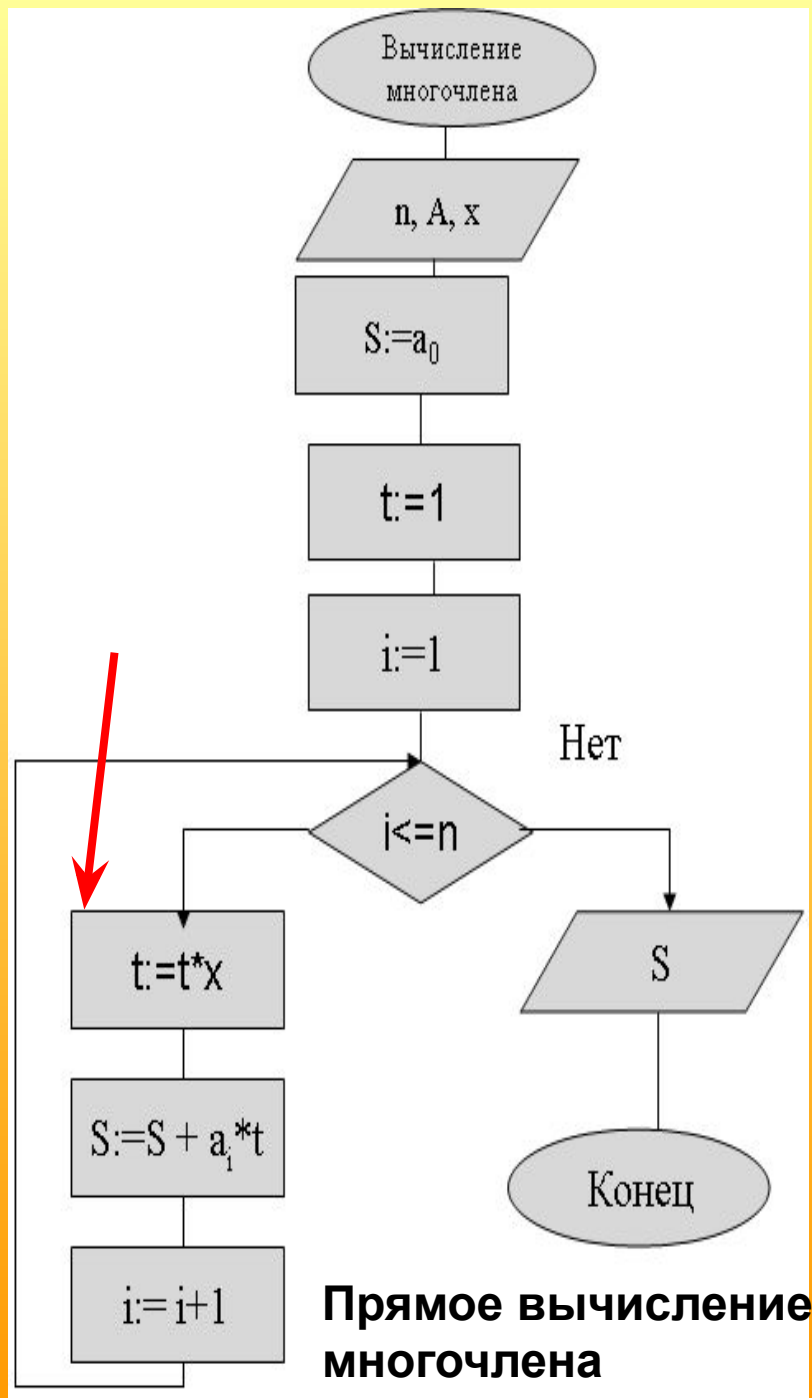 Вычисление
многочлена
n, A, x
S:=a₀
t:=1
i:=1
Нет
i<=n
t:=t*x
S
S:=S + aᵢ*t
Конец
i:= i+1
Прямое вычисление
многочлена